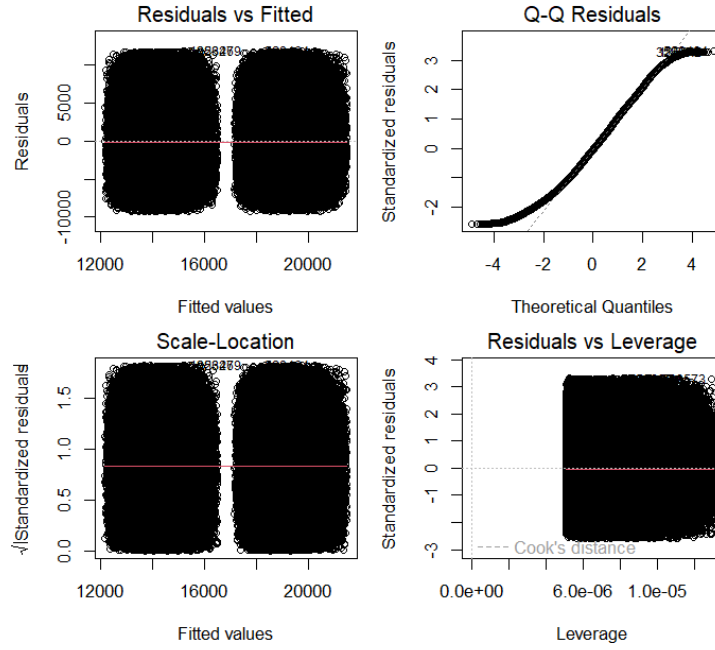 Residuals vs Fitted
Residuals
5000
0
-10000
12000
16000
20000
Fitted values
Q-Q Residuals
Standardized residuals
3
2
1
0
-2
-4
-2
0
2
4
Theoretical Quantiles
Scale-Location
√|Standardized residuals
1.5
1.0
0.5
0.0
12000
16000
20000
Fitted values
Residuals vs Leverage
Standardized residuals
4
3
2
1
0
-1
-3
Cook's distance
0.0e+00
6.0e-06
1.0e-05
Leverage